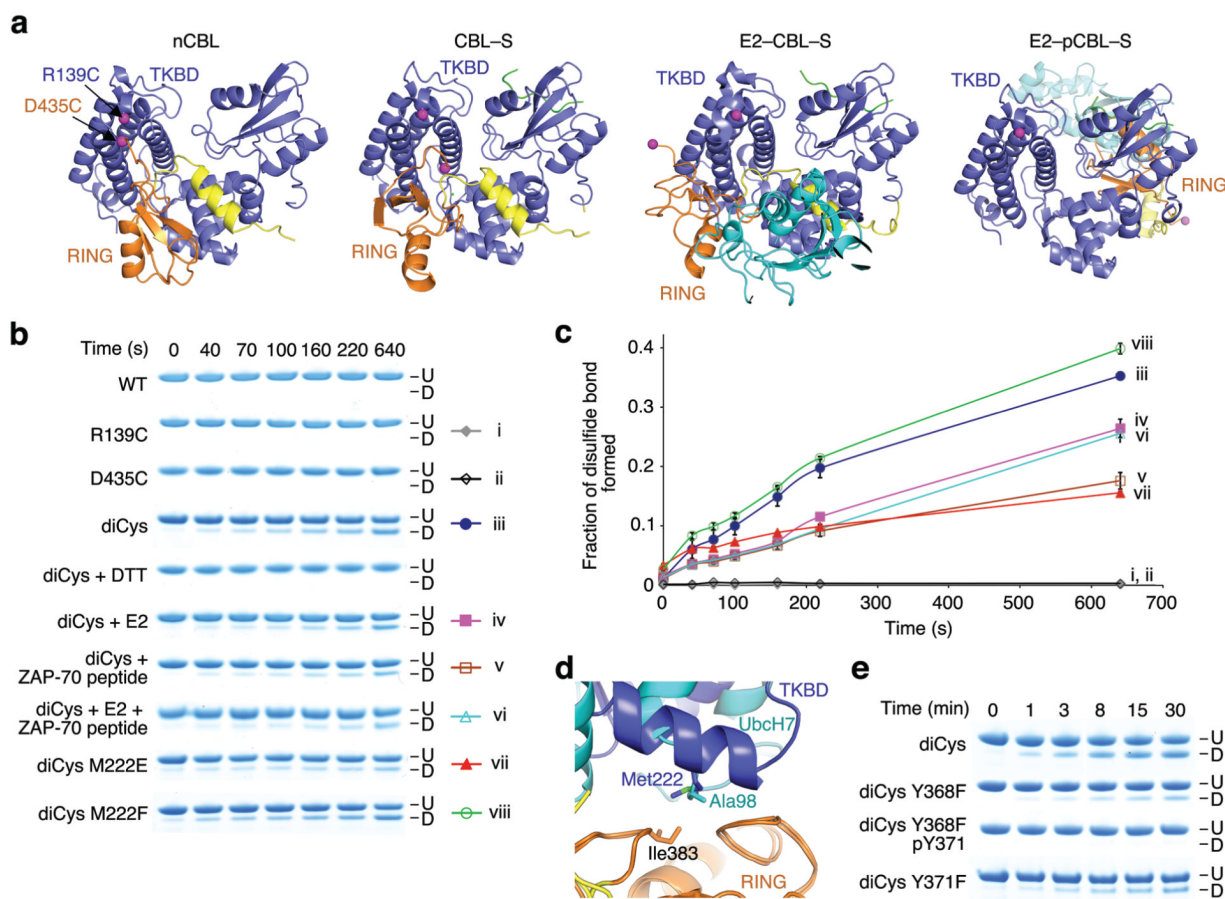 a
nCBL
CBL–S
E2–CBL–S
E2–pCBL–S
R139C
TKBD
D435C
RING
TKBD
RING
TKBD
RING
TKBD
RING
b
Time (s) 0 40 70 100 160 220 640
WT
-U
-D
R139C
-U
-D
i
D435C
-U
-D
ii
diCys
-U
-D
iii
diCys + DTT
-U
-D
diCys + E2
-U
-D
iv
diCys +
ZAP-70 peptide
-U
-D
v
diCys + E2 +
ZAP-70 peptide
-U
-D
vi
diCys M222E
-U
-D
vii
diCys M222F
-U
-D
viii
c
Fraction of disulfide bond
formed
0.4
0.3
0.2
0.1
0
0 100 200 300 400 500 600 700
Time (s)
viii
iii
iv
vi
v
vii
i, ii
d
TKBD
UbcH7
Met222
Ala98
Ile383
RING
e
Time (min) 0 1 3 8 15 30
diCys
-U
-D
diCys Y368F
-U
-D
diCys Y368F
pY371
-U
-D
diCys Y371F
-U
-D